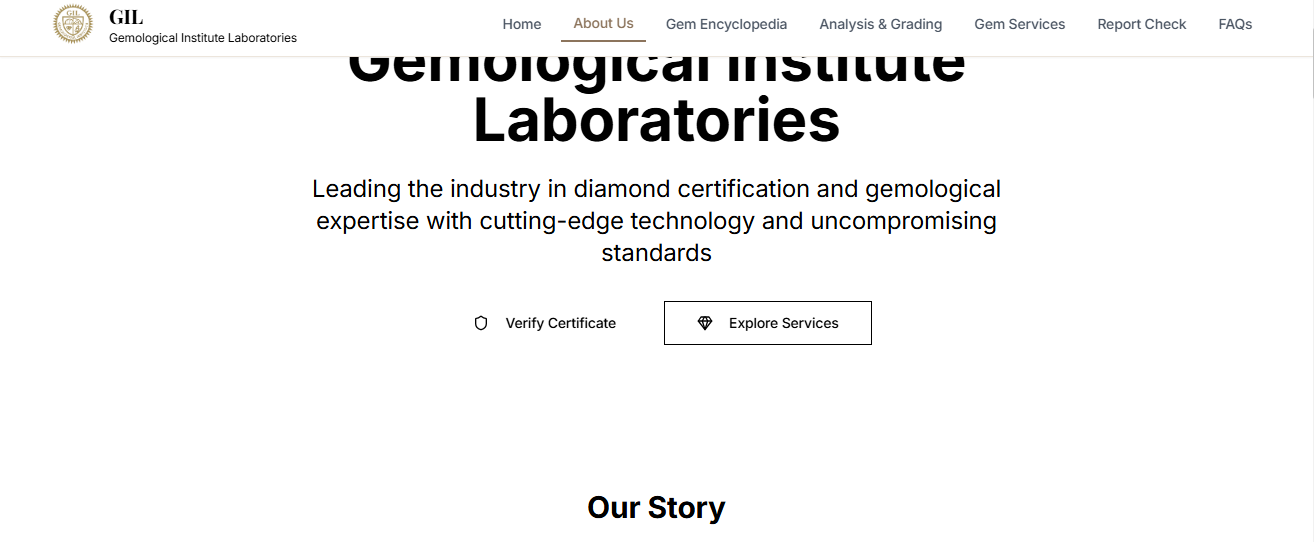 GIL
Gemological Institute Laboratories
Home
About Us
Gem Encyclopedia
Analysis & Grading
Gem Services
Report Check
FAQs
Gemological Institute
Laboratories
Leading the industry in diamond certification and gemological
expertise with cutting-edge technology and uncompromising
standards
Verify Certificate
Explore Services
Our Story